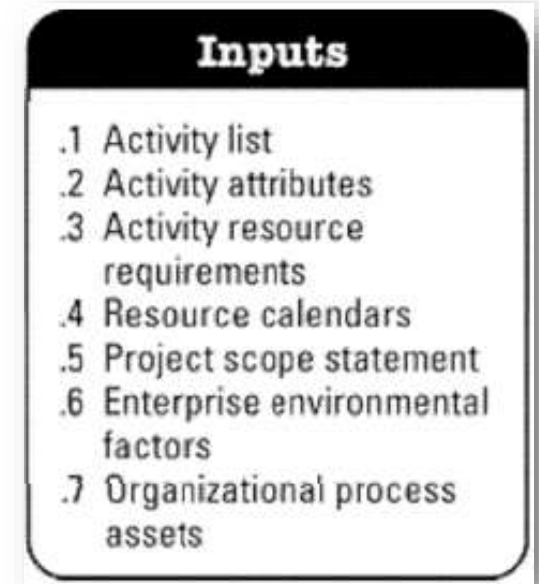 Inputs
.1 Activity list
.2 Activity attributes
.3 Activity resource
requirements
.4 Resource calendars
.5 Project scope statement
.6 Enterprise environmental
factors
.7 Organizational process
assets